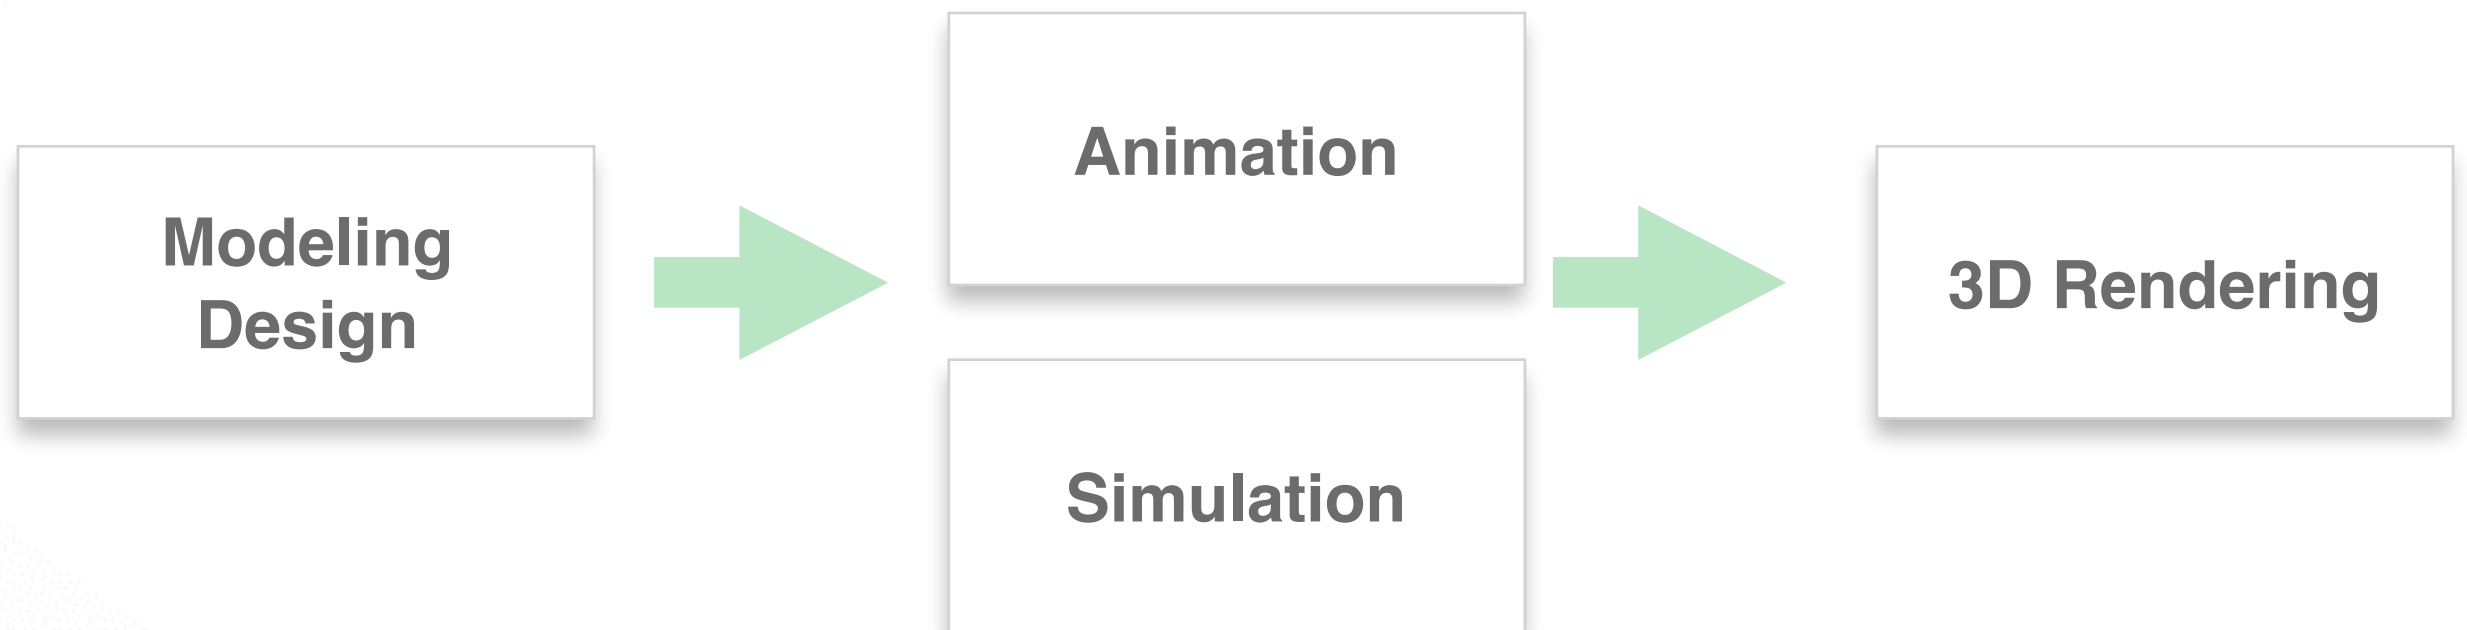 Modeling
Design
Animation
Simulation
3D Rendering